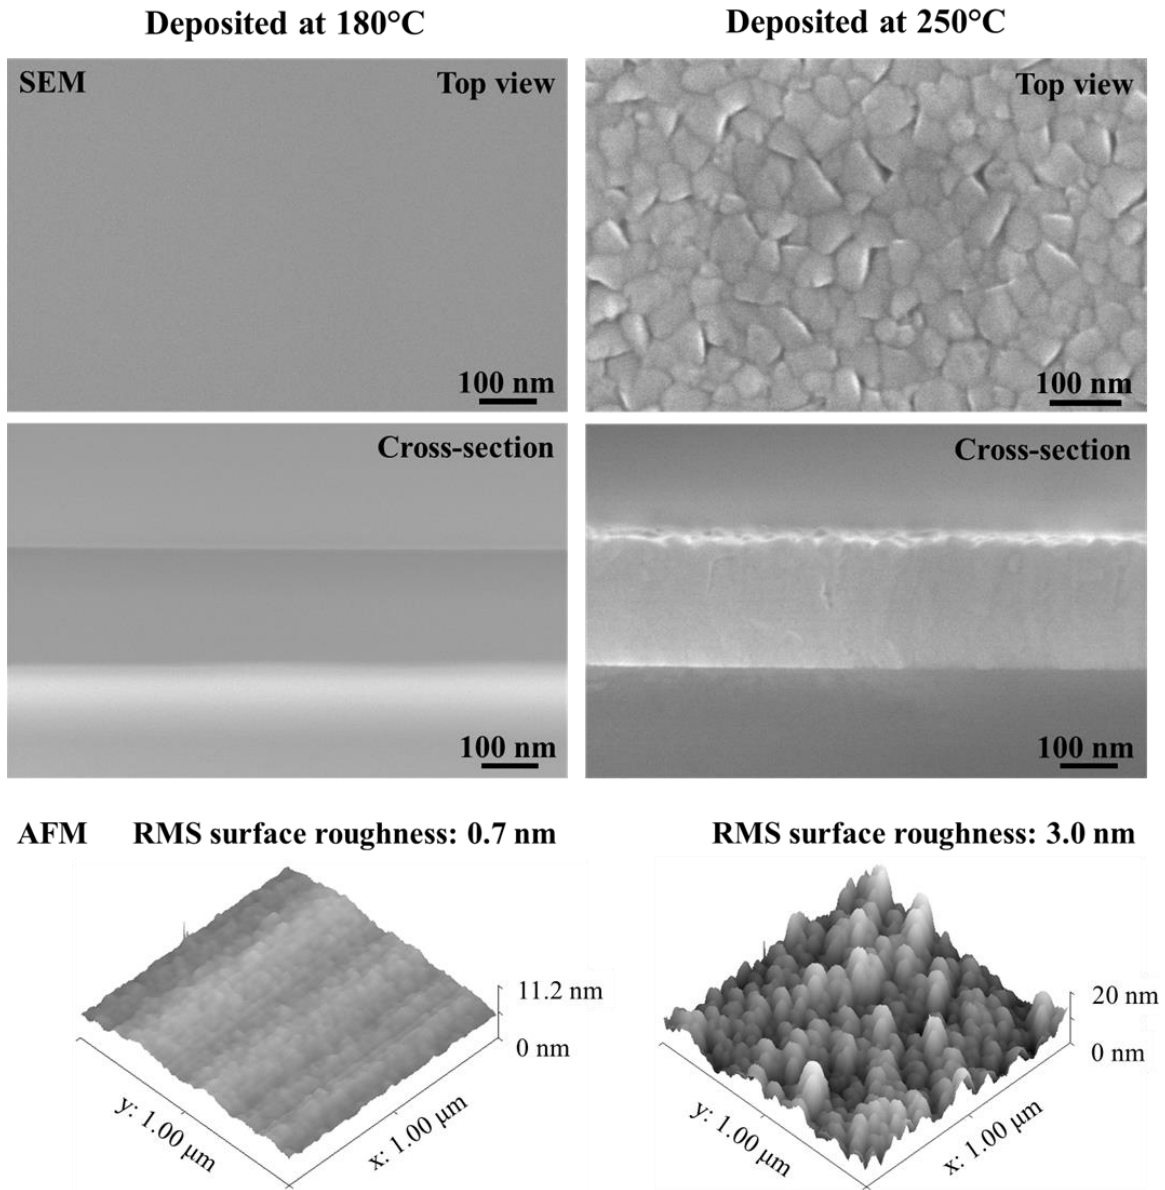 Deposited at 180°C
Deposited at 250°C
SEM
Top view
Top view
100 nm
100 nm
Cross-section
Cross-section
100 nm
100 nm
AFM
RMS surface roughness: 0.7 nm
RMS surface roughness: 3.0 nm
11.2 nm
0 nm
y: 1.00 μm
x: 1.00 μm
20 nm
0 nm
y: 1.00 μm
x: 1.00 μm